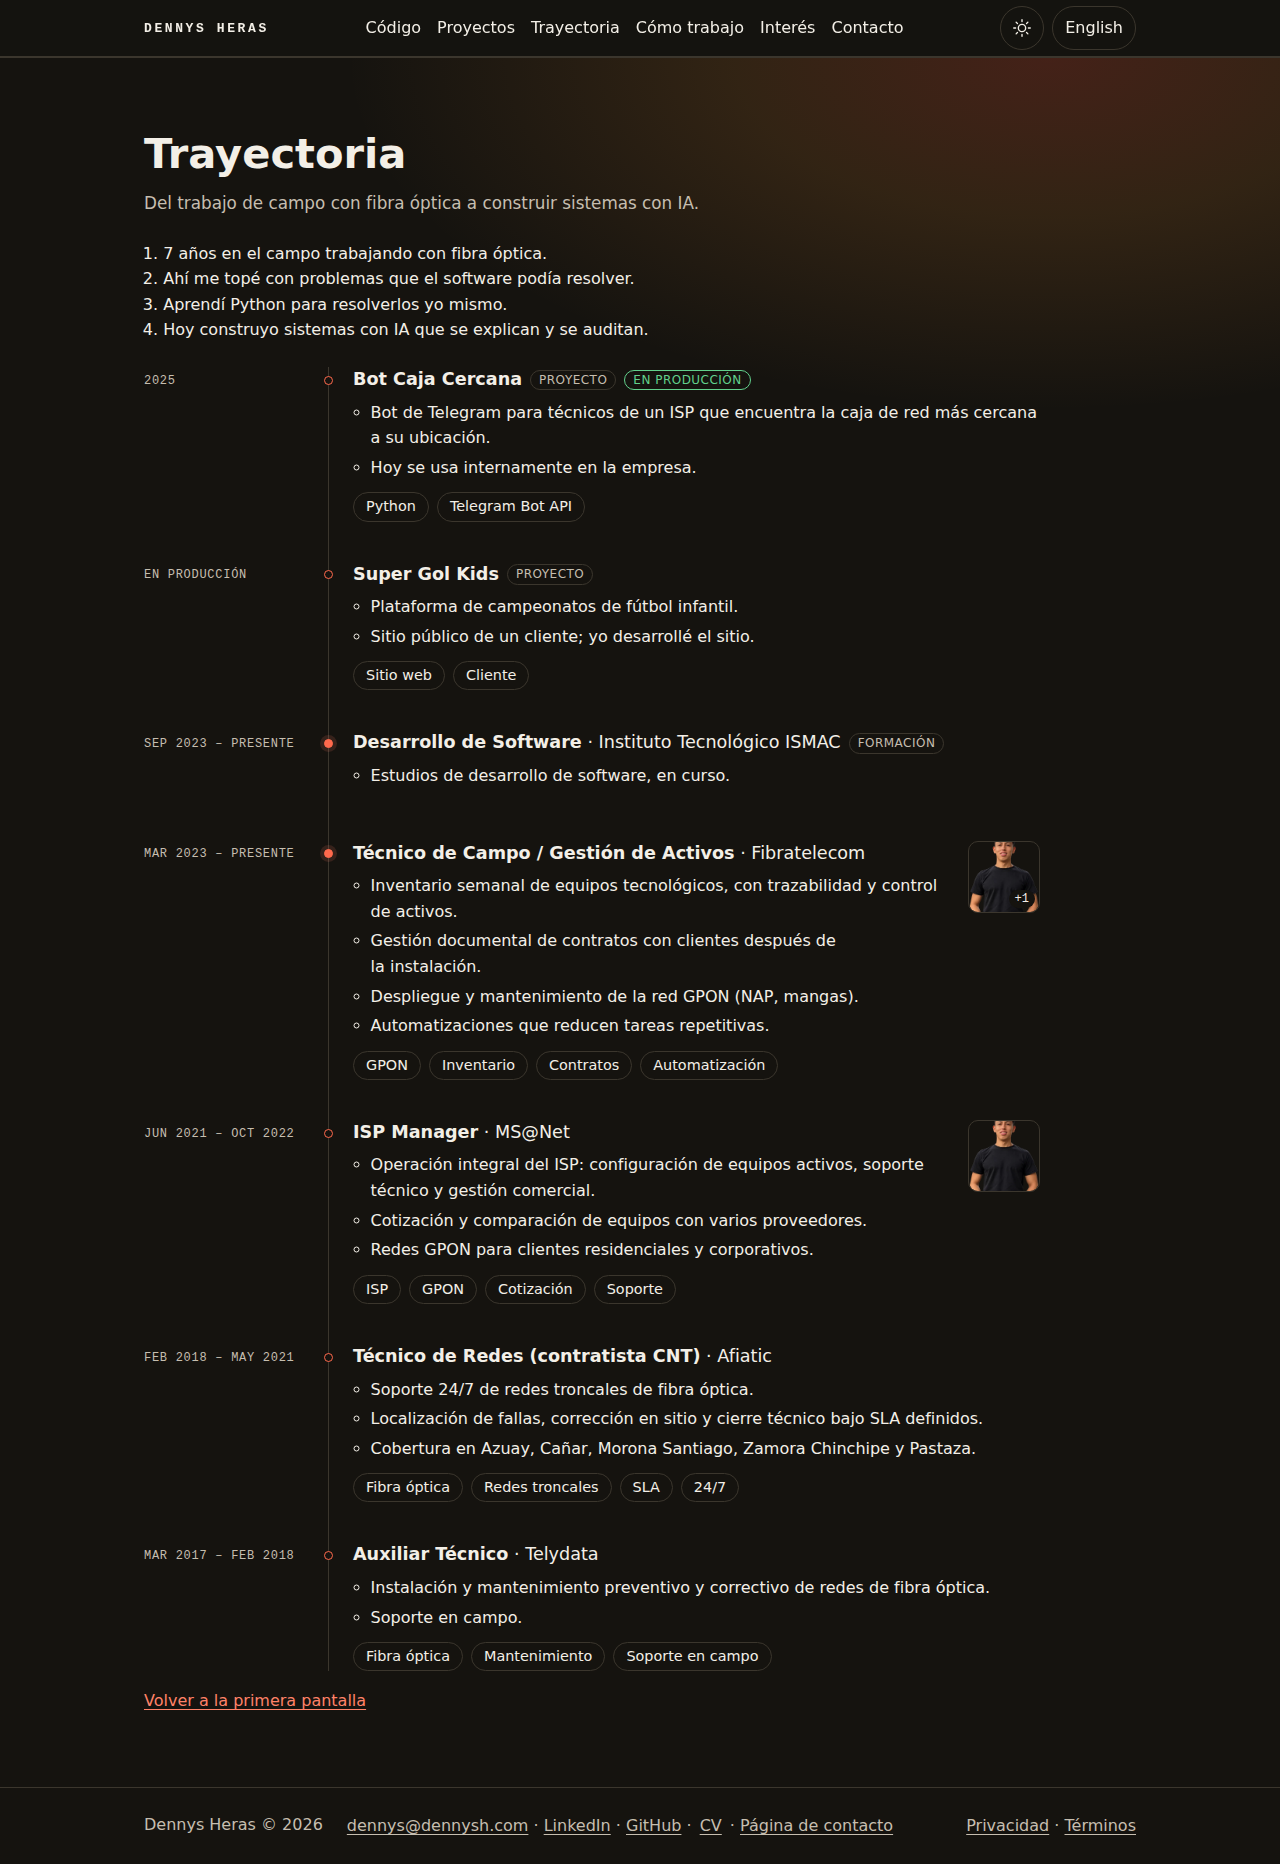 DENNYS HERAS
Código Proyectos Trayectoria Cómo trabajo Interés Contacto
English
Trayectoria
Del trabajo de campo con fibra óptica a construir sistemas con IA.
1. 7 años en el campo trabajando con fibra óptica.
2. Ahí me topé con problemas que el software podía resolver.
3. Aprendí Python para resolverlos yo mismo.
4. Hoy construyo sistemas con IA que se explican y se auditan.
2025
Bot Caja Cercana PROYECTO EN PRODUCCIÓN
Bot de Telegram para técnicos de un ISP que encuentra la caja de red más cercana
a su ubicación.
Hoy se usa internamente en la empresa.
Python Telegram Bot API
EN PRODUCCIÓN
Super Gol Kids PROYECTO
Plataforma de campeonatos de fútbol infantil.
Sitio público de un cliente; yo desarrollé el sitio.
Sitio web Cliente
SEP 2023 – PRESENTE
Desarrollo de Software · Instituto Tecnológico ISMAC FORMACIÓN
Estudios de desarrollo de software, en curso.
MAR 2023 – PRESENTE
Técnico de Campo / Gestión de Activos · Fibratelecom
Inventario semanal de equipos tecnológicos, con trazabilidad y control
de activos.
Gestión documental de contratos con clientes después de
la instalación.
Despliegue y mantenimiento de la red GPON (NAP, mangas).
Automatizaciones que reducen tareas repetitivas.
GPON Inventario Contratos Automatización
+1
JUN 2021 – OCT 2022
ISP Manager · MS@Net
Operación integral del ISP: configuración de equipos activos, soporte
técnico y gestión comercial.
Cotización y comparación de equipos con varios proveedores.
Redes GPON para clientes residenciales y corporativos.
ISP GPON Cotización Soporte
FEB 2018 – MAY 2021
Técnico de Redes (contratista CNT) · Afiatic
Soporte 24/7 de redes troncales de fibra óptica.
Localización de fallas, corrección en sitio y cierre técnico bajo SLA definidos.
Cobertura en Azuay, Cañar, Morona Santiago, Zamora Chinchipe y Pastaza.
Fibra óptica Redes troncales SLA 24/7
MAR 2017 – FEB 2018
Auxiliar Técnico · Telydata
Instalación y mantenimiento preventivo y correctivo de redes de fibra óptica.
Soporte en campo.
Fibra óptica Mantenimiento Soporte en campo
Volver a la primera pantalla
Dennys Heras © 2026 dennys@dennysh.com · LinkedIn · GitHub · CV · Página de contacto Privacidad · Términos